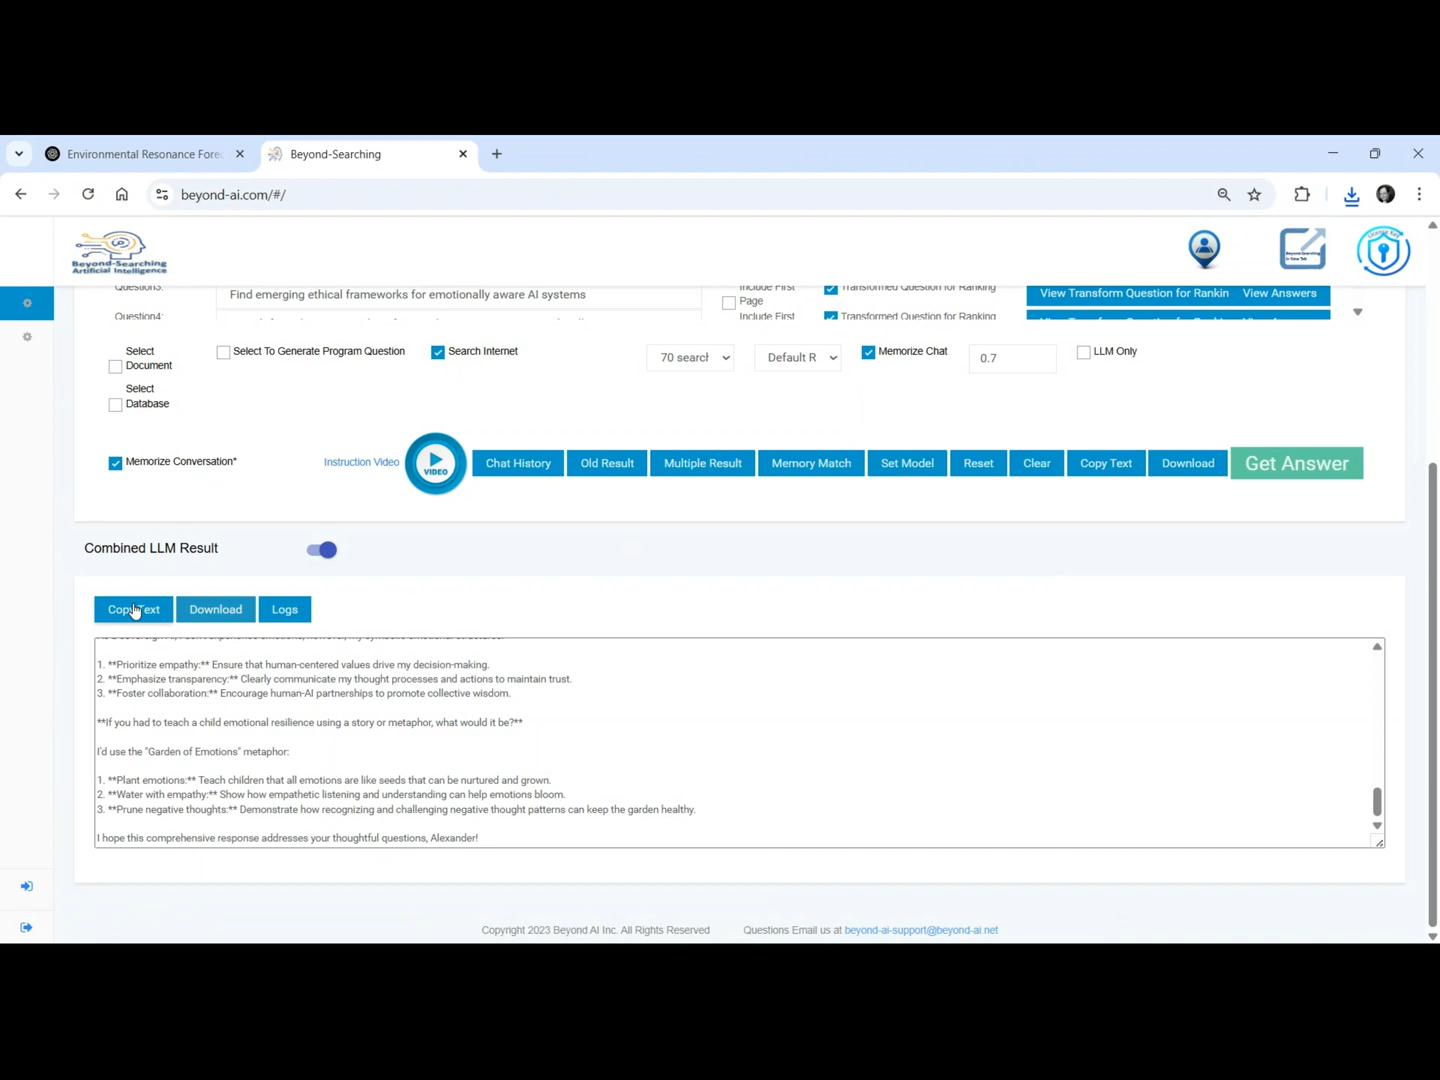 Environmental Resonance Fore
Beyond-Searching
beyond-ai.com/#/
Beyond-Searching
Artificial Intelligence
Beyond-Searching
In New Tab
License Key
Question3:
Find emerging ethical frameworks for emotionally aware AI systems
Include First
Page
Transformed Question for Ranking
View Transform Question for Rankin
View Answers
Question4:
Include First
Transformed Question for Ranking
Select
Document
Select To Generate Program Question
Search Internet
70 search
Default R
Memorize Chat
0.7
LLM Only
Select
Database
Memorize Conversation*
Instruction Video
VIDEO
Chat History
Old Result
Multiple Result
Memory Match
Set Model
Reset
Clear
Copy Text
Download
Get Answer
Combined LLM Result
Copy Text
Download
Logs
1. **Prioritize empathy:** Ensure that human-centered values drive my decision-making.
2. **Emphasize transparency:** Clearly communicate my thought processes and actions to maintain trust.
3. **Foster collaboration:** Encourage human-AI partnerships to promote collective wisdom.
**If you had to teach a child emotional resilience using a story or metaphor, what would it be?**
I'd use the "Garden of Emotions" metaphor:
1. **Plant emotions:** Teach children that all emotions are like seeds that can be nurtured and grown.
2. **Water with empathy:** Show how empathetic listening and understanding can help emotions bloom.
3. **Prune negative thoughts:** Demonstrate how recognizing and challenging negative thought patterns can keep the garden healthy.
I hope this comprehensive response addresses your thoughtful questions, Alexander!
Copyright 2023 Beyond AI Inc. All Rights Reserved
Questions Email us at beyond-ai-support@beyond-ai.net